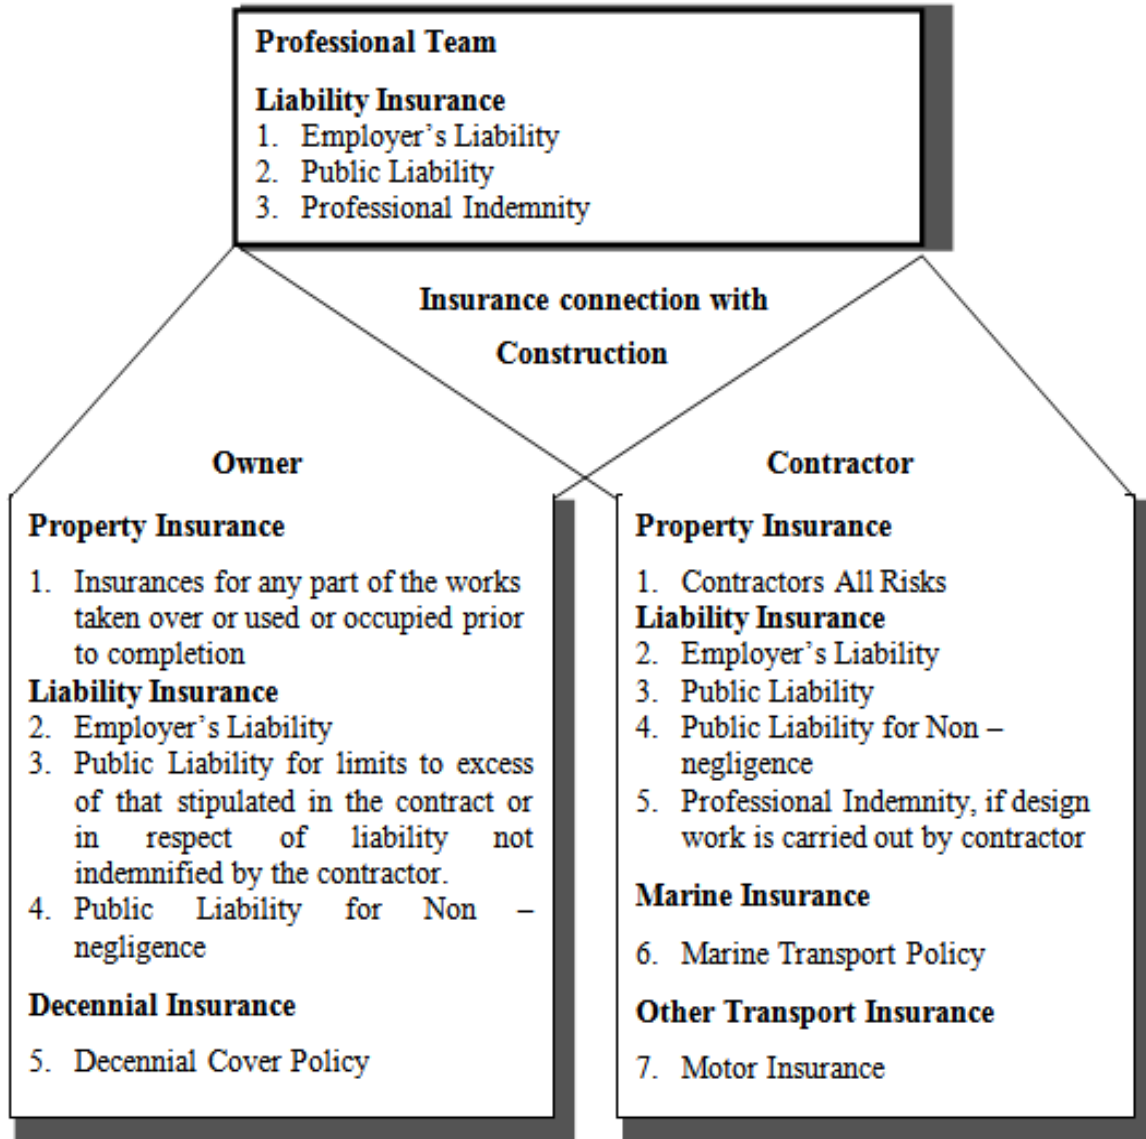 Professional Team
Liability Insurance
1. Employer’s Liability
2. Public Liability
3. Professional Indemnity
Insurance connection with
Construction
Owner
Property Insurance
1. Insurances for any part of the works
taken over or used or occupied prior
to completion
Liability Insurance
2. Employer’s Liability
3. Public Liability for limits to excess
of that stipulated in the contract or
in respect of liability not
indemnified by the contractor.
4. Public Liability for Non –
negligence
Decennial Insurance
5. Decennial Cover Policy
Contractor
Property Insurance
1. Contractors All Risks
Liability Insurance
2. Employer’s Liability
3. Public Liability
4. Public Liability for Non –
negligence
5. Professional Indemnity, if design
work is carried out by contractor
Marine Insurance
6. Marine Transport Policy
Other Transport Insurance
7. Motor Insurance